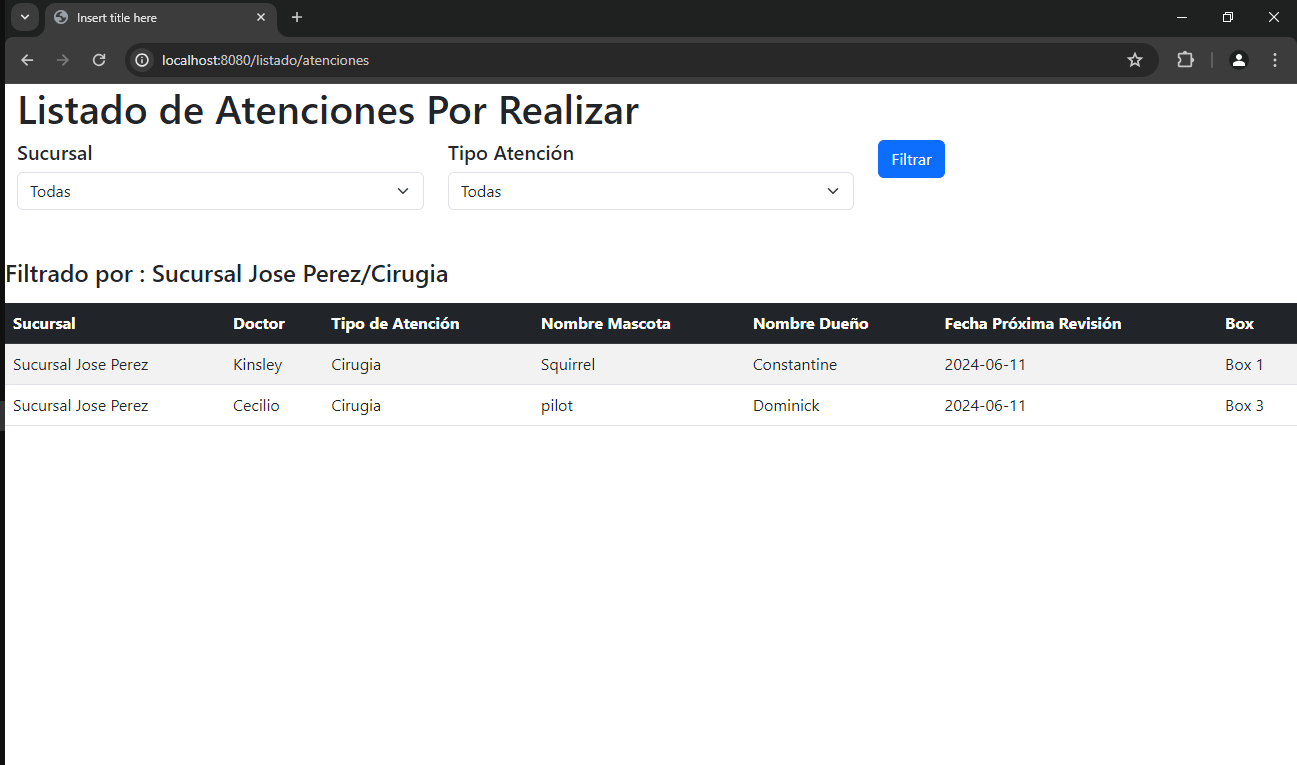 Insert title here
localhost:8080/listado/atenciones
Listado de Atenciones Por Realizar
Sucursal Tipo Atención Filtrar
Todas Todas
Filtrado por : Sucursal Jose Perez/Cirugia
Sucursal Doctor Tipo de Atención Nombre Mascota Nombre Dueño Fecha Próxima Revisión Box
Sucursal Jose Perez Kinsley Cirugia Squirrel Constantine 2024-06-11 Box 1
Sucursal Jose Perez Cecilio Cirugia pilot Dominick 2024-06-11 Box 3